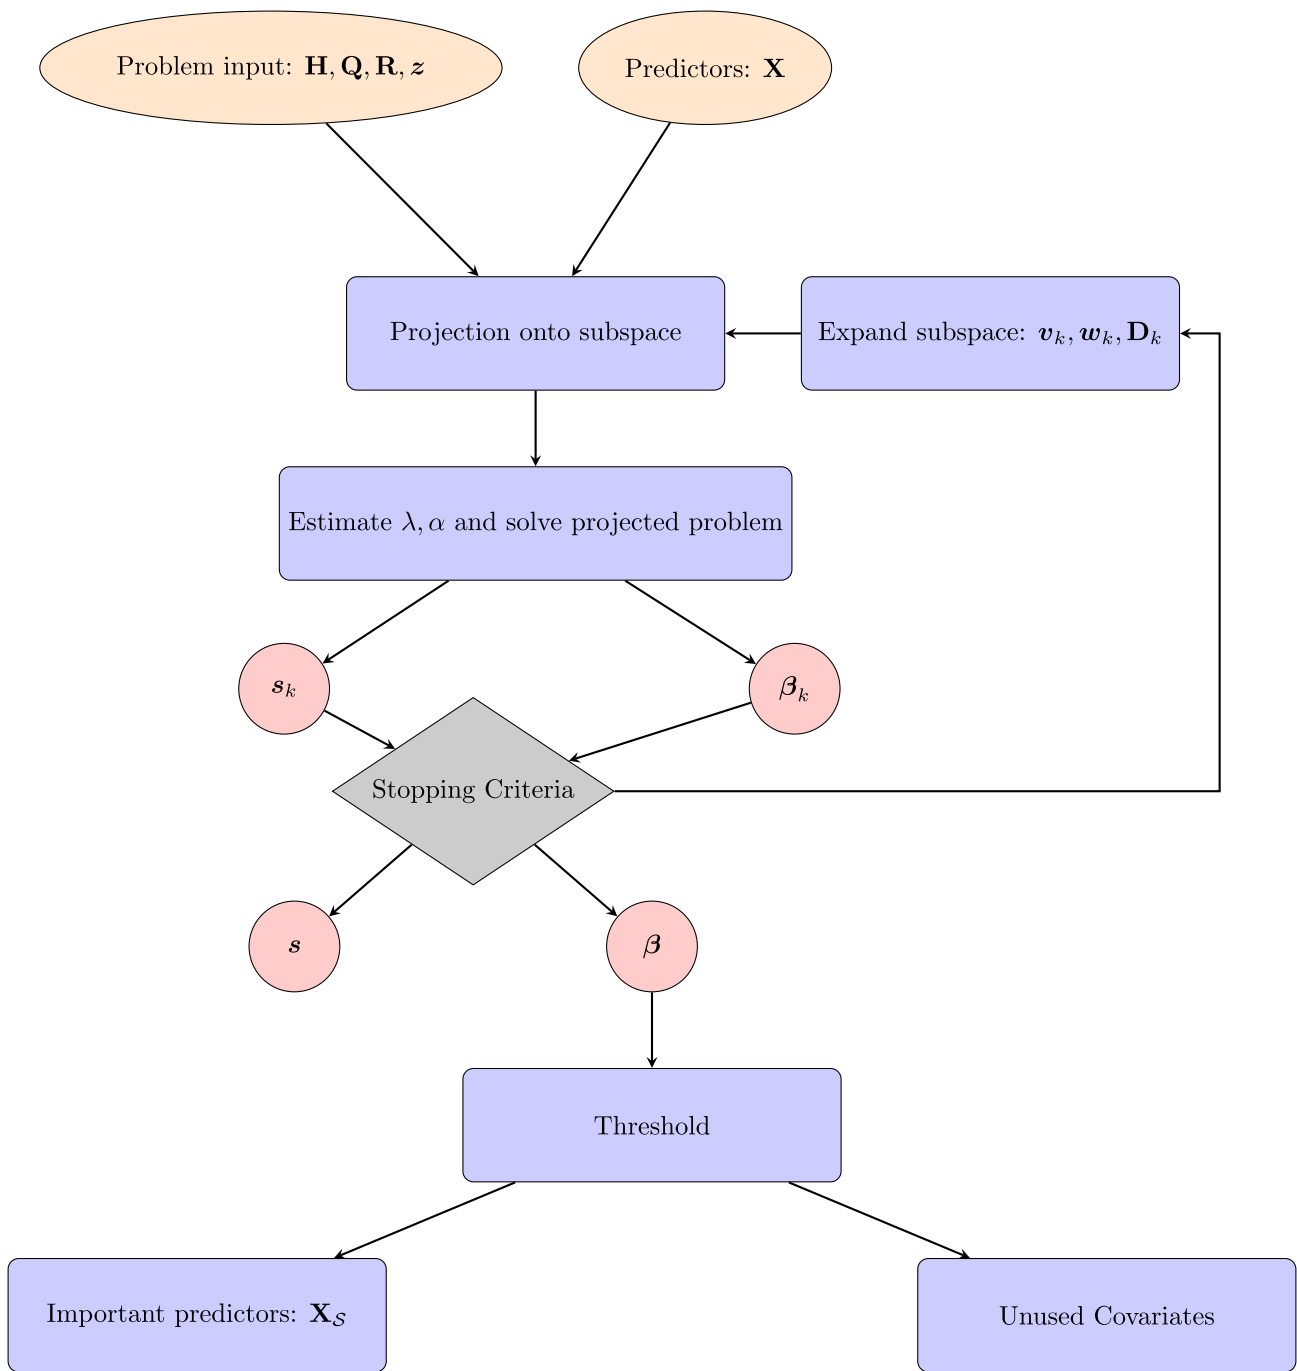 Problem input: H, Q, R, z
Predictors: X
Projection onto subspace
Expand subspace: v_k, w_k, D_k
Estimate λ, α and solve projected problem
s_k
β_k
Stopping Criteria
s
β
Threshold
Important predictors: X_𝒮
Unused Covariates